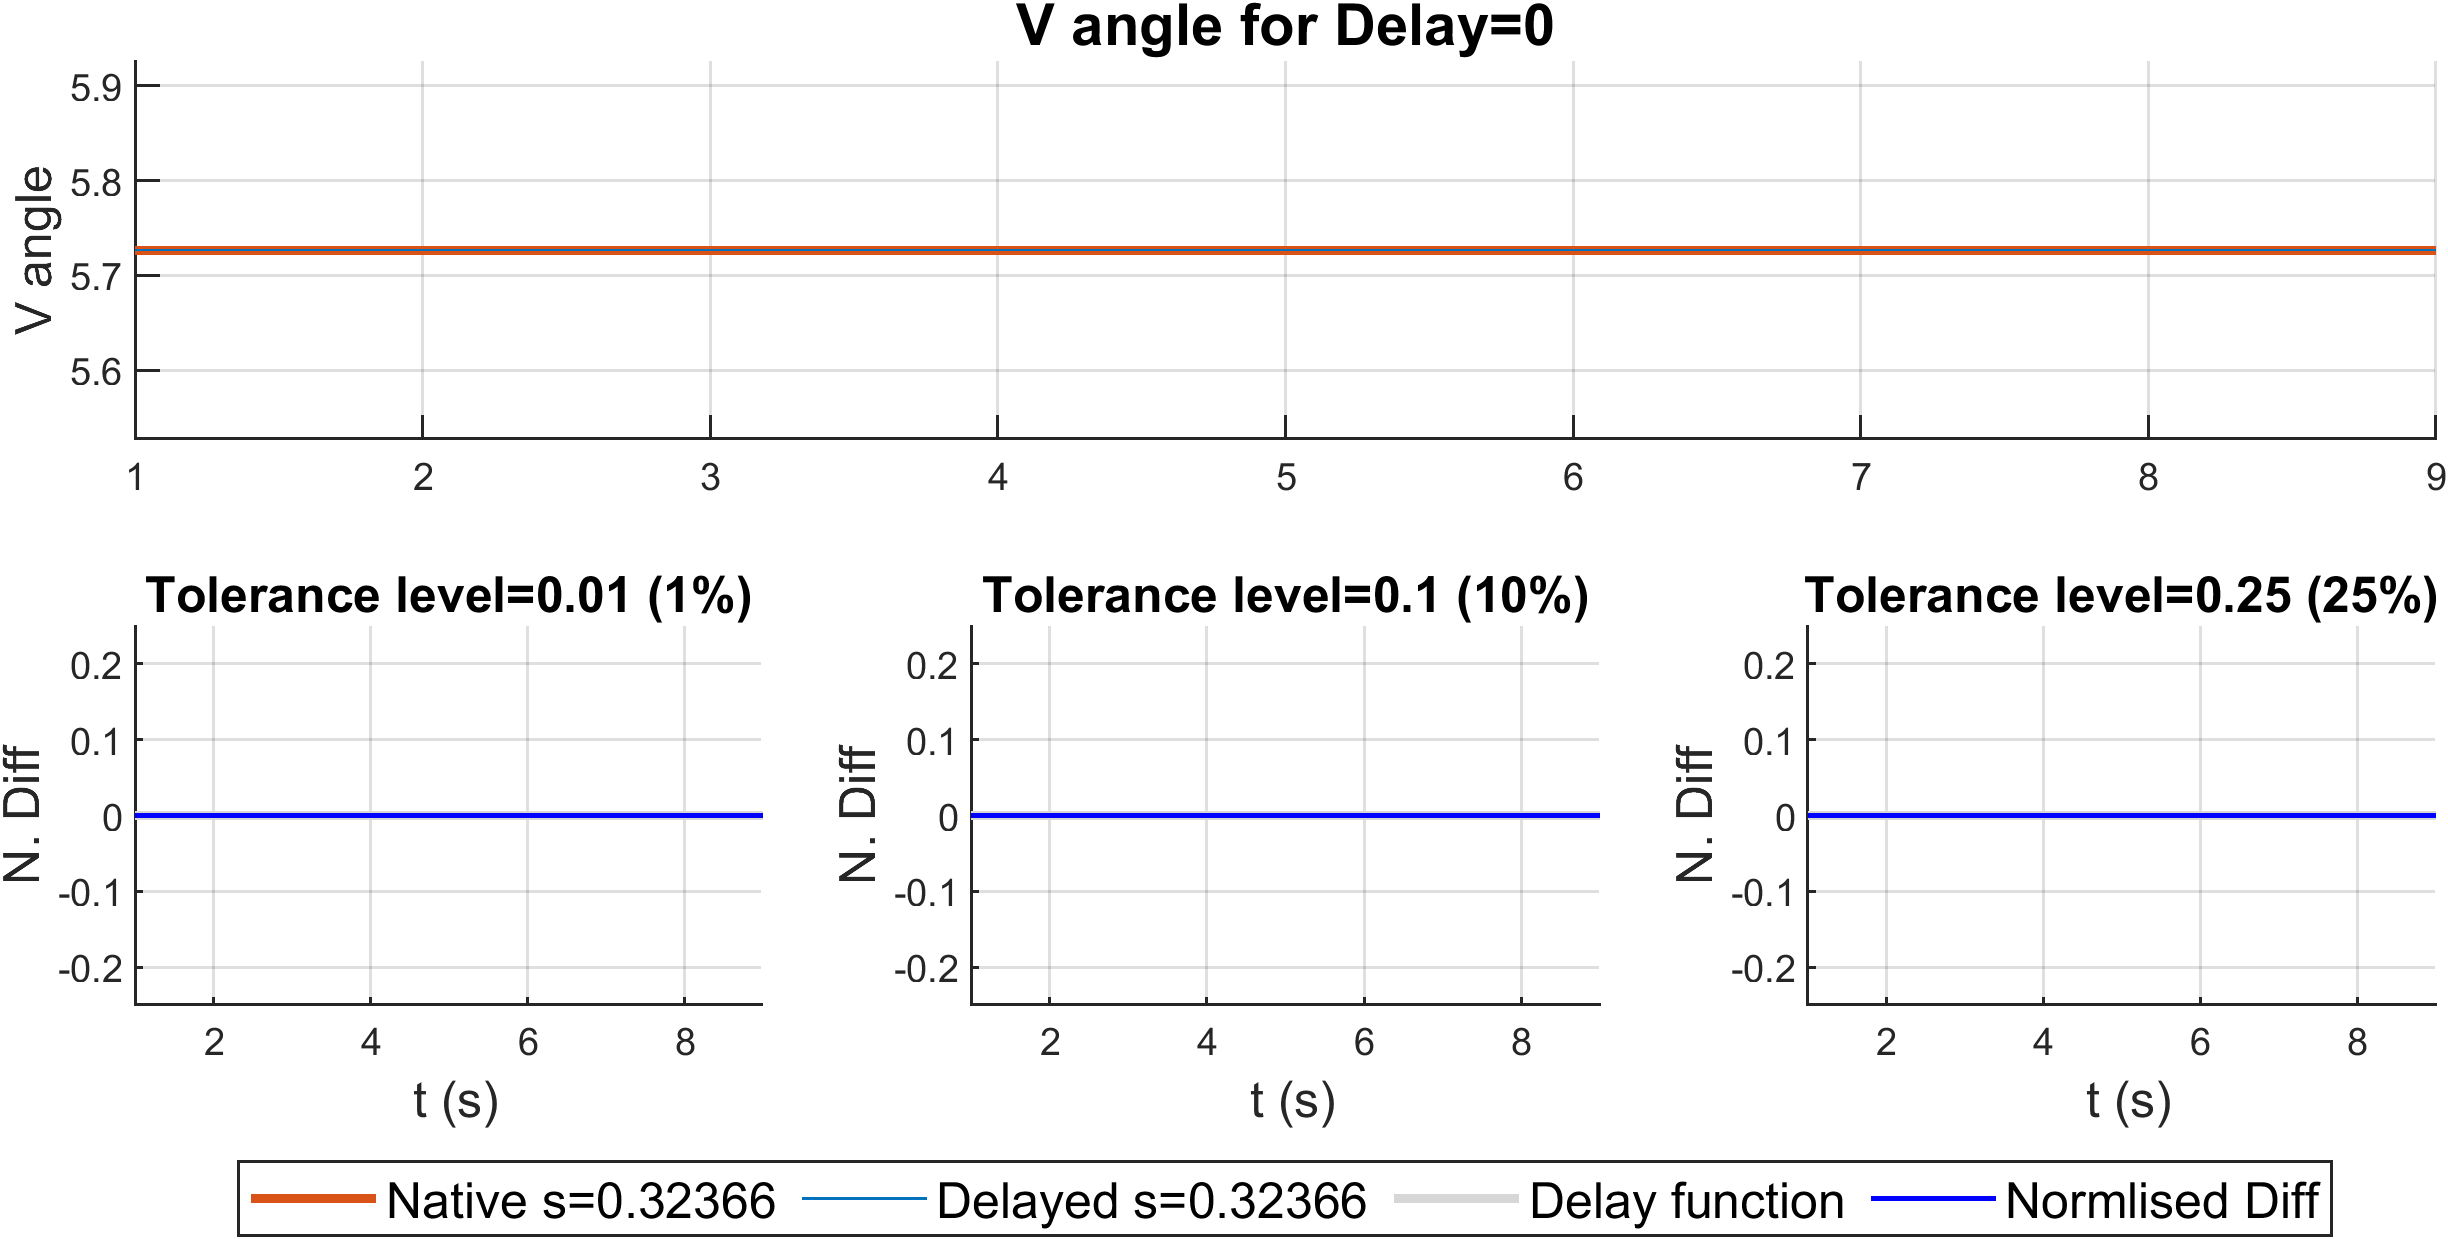 V angle for Delay=0
V angle
5.9
5.8
5.7
5.6
1 2 3 4 5 6 7 8 9
Tolerance level=0.01 (1%)
N. Diff
0.2
0.1
0
-0.1
-0.2
2 4 6 8
t (s)
Tolerance level=0.1 (10%)
N. Diff
0.2
0.1
0
-0.1
-0.2
2 4 6 8
t (s)
Tolerance level=0.25 (25%)
N. Diff
0.2
0.1
0
-0.1
-0.2
2 4 6 8
t (s)
Native s=0.32366 Delayed s=0.32366 Delay function Normlised Diff